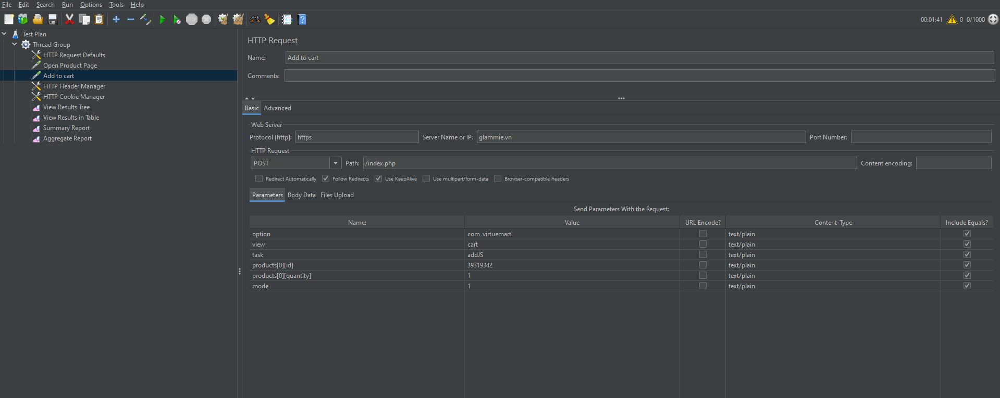 File Edit Search Run Options Tools Help
STOP 00:01:41 0 0/1000
Test Plan
Thread Group
HTTP Request Defaults
Open Product Page
Add to cart
HTTP Header Manager
HTTP Cookie Manager
View Results Tree
View Results in Table
Summary Report
Aggregate Report
HTTP Request
Name: Add to cart
Comments:
Basic Advanced
Web Server
Protocol [http]: https Server Name or IP: glammie.vn Port Number:
HTTP Request
POST Path: /index.php Content encoding:
Redirect Automatically Follow Redirects Use KeepAlive Use multipart/form-data Browser-compatible headers
Parameters Body Data Files Upload
Send Parameters With the Request:
Name: Value URL Encode? Content-Type Include Equals?
option com_virtuemart text/plain
view cart text/plain
task addJS text/plain
products[0][id] 39319342 text/plain
products[0][quantity] 1 text/plain
mode 1 text/plain